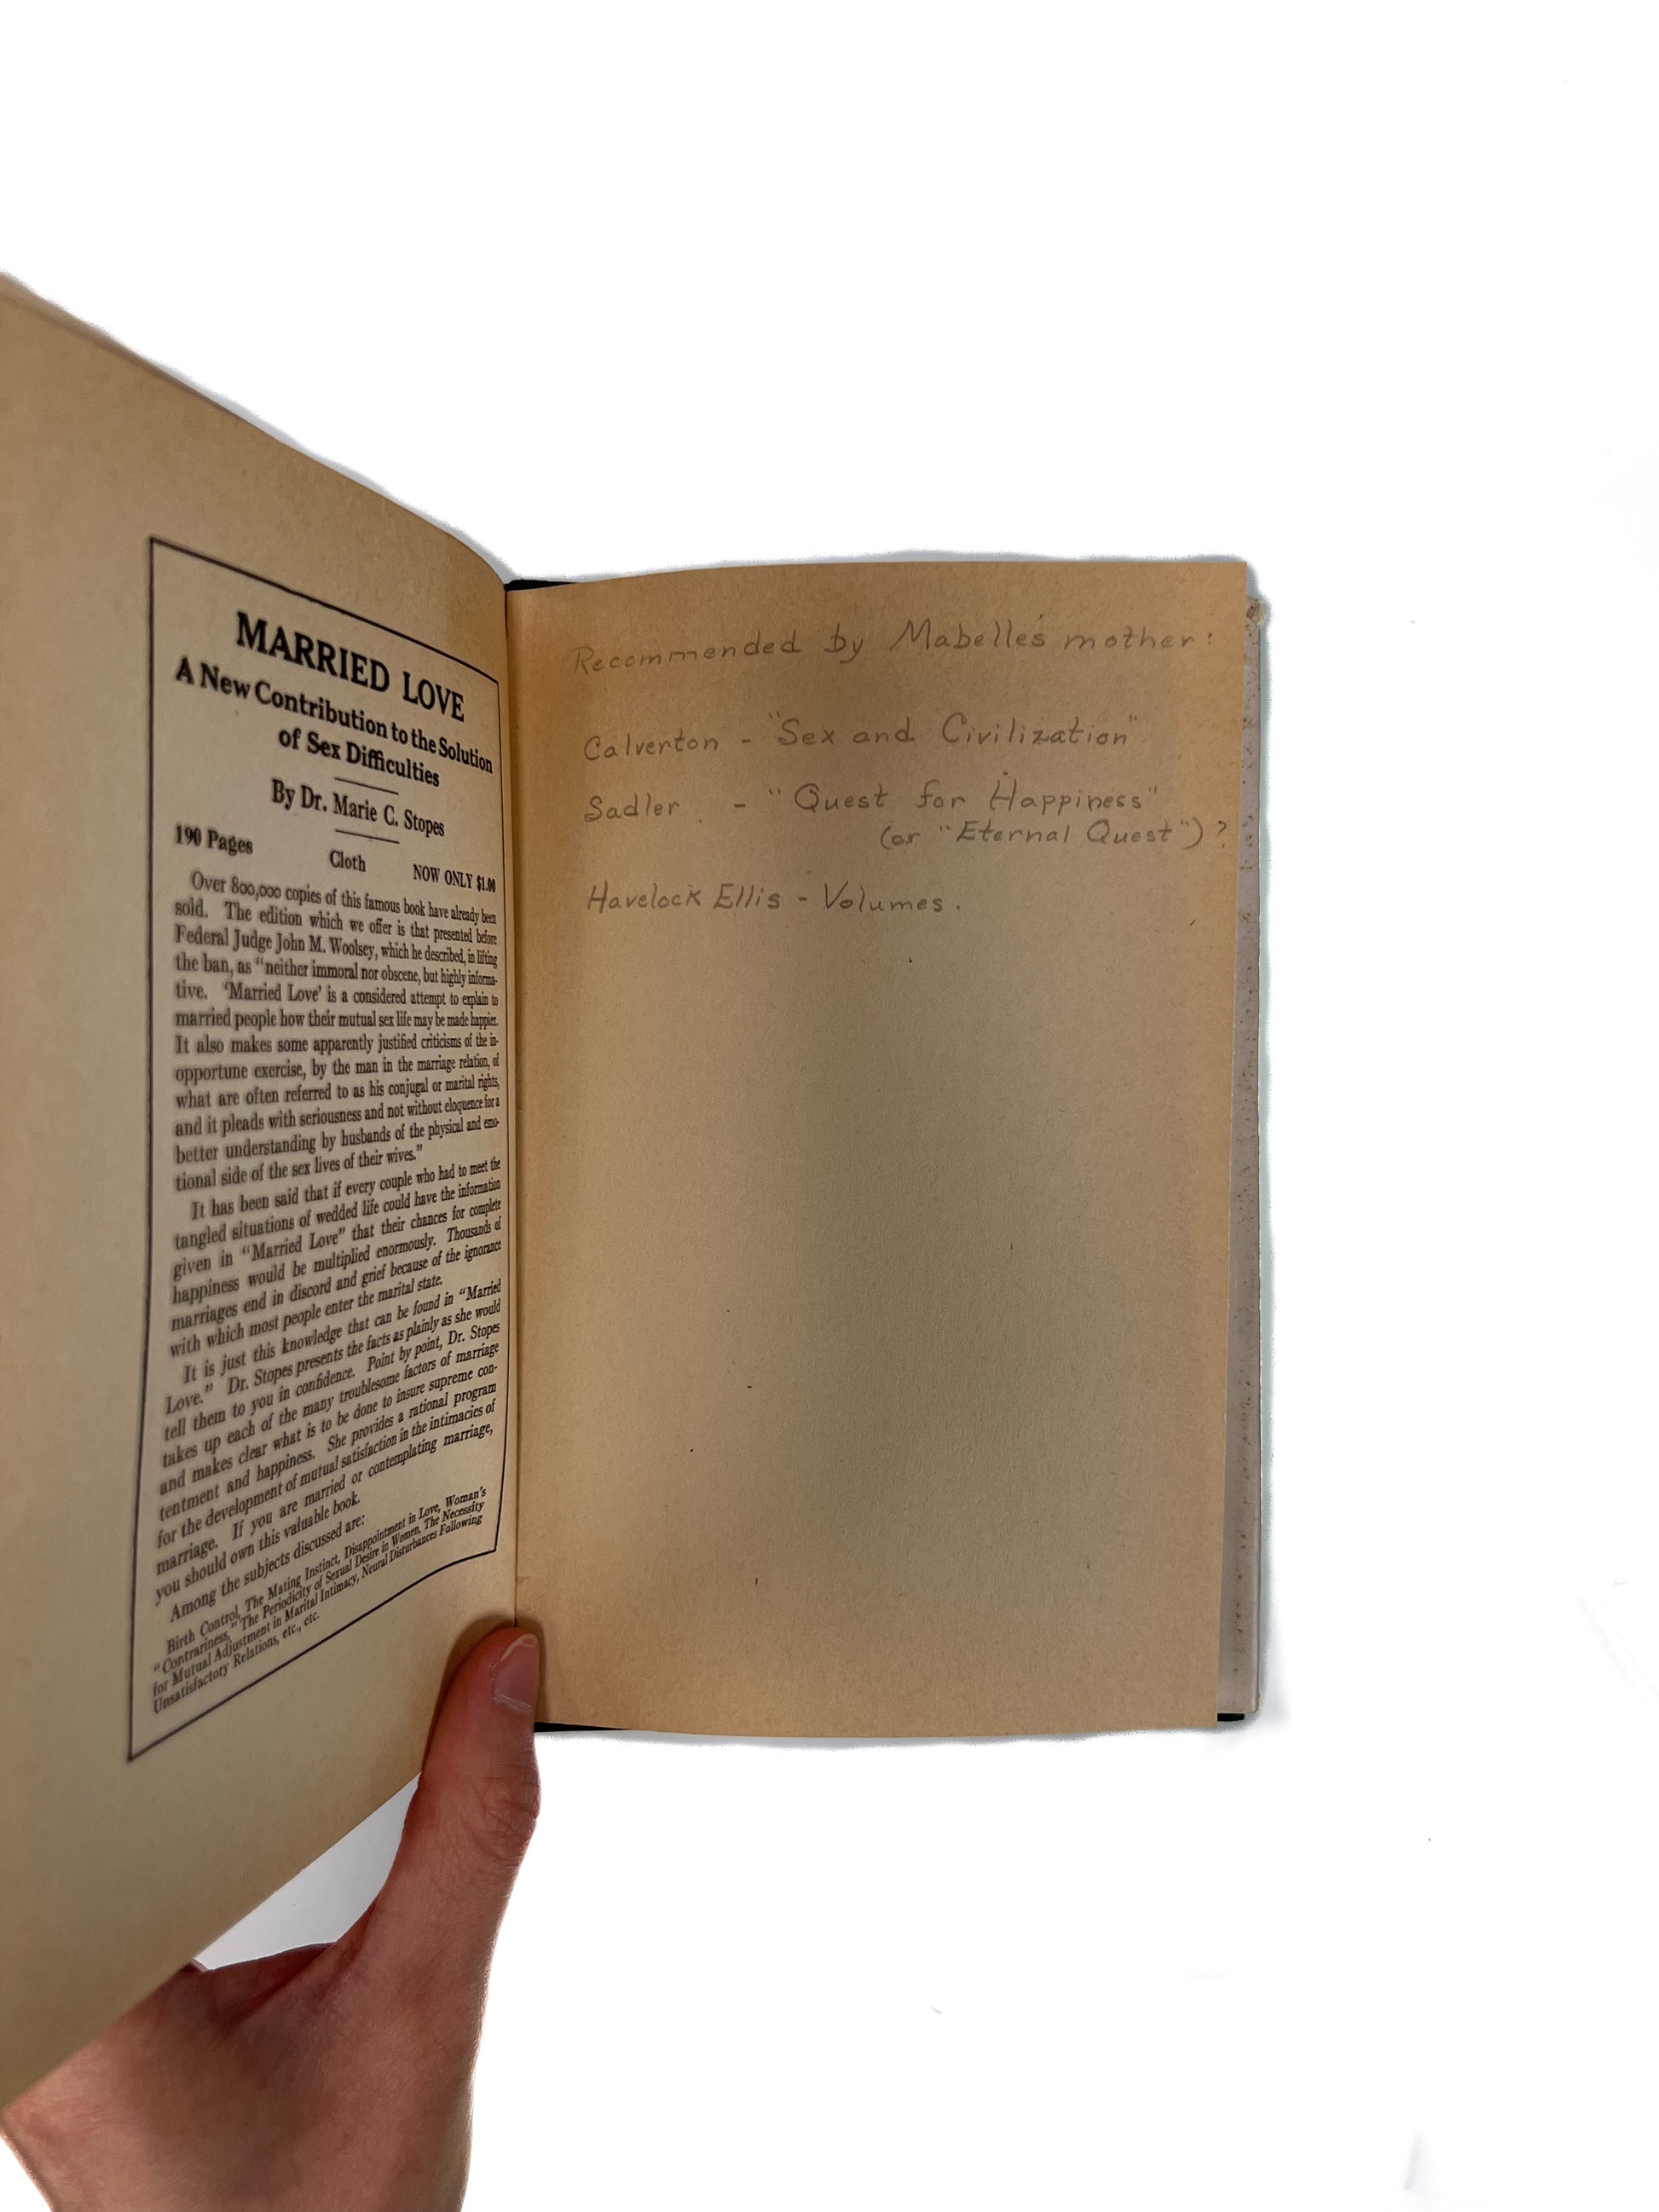 MARRIED LOVE
A New Contribution to the Solution
of Sex Difficulties
By Dr. Marie C. Stopes
190 Pages Cloth NOW ONLY $1.00
Over 800,000 copies of this famous book have already been
sold. The edition which we offer is that presented before
Federal Judge John M. Woolsey, which he described, in lifting
the ban, as “neither immoral nor obscene, but highly informa-
tive. ‘Married Love’ is a considered attempt to explain to
married people how their mutual sex life may be made happier.
It also makes some apparently justified criticisms of the in-
opportune exercise, by the man in the marriage relation, of
what are often referred to as his conjugal or marital rights,
and it pleads with seriousness and not without eloquence for a
better understanding by husbands of the physical and emo-
tional side of the sex lives of their wives.”
It has been said that if every couple who had to meet the
tangled situations of wedded life could have the information
given in “Married Love” that their chances for complete
happiness would be multiplied enormously. Thousands of
marriages end in discord and grief because of the ignorance
with which most people enter the marital state.
It is just this knowledge that can be found in “Married
Love.” Dr. Stopes presents the facts as plainly as she would
tell them to you in confidence. Point by point, Dr. Stopes
takes up each of the many troublesome factors of marriage
and makes clear what is to be done to insure supreme con-
tentment and happiness. She provides a rational program
for the development of mutual satisfaction in the intimacies of
marriage. If you are married or contemplating marriage,
you should own this valuable book.
Among the subjects discussed are:
Birth Control, The Mating Instinct, Disappointment in Love, Woman's
“Contrariness,” The Periodicity of Sexual Desire in Women, The Necessity
for Mutual Adjustment in Marital Intimacy, Neural Disturbances Following
Unsatisfactory Relations, etc., etc.
Recommended by Mabelle's mother:
Calverton - "Sex and Civilization"
Sadler - "Quest for Happiness"
(or "Eternal Quest")?
Havelock Ellis - Volumes.